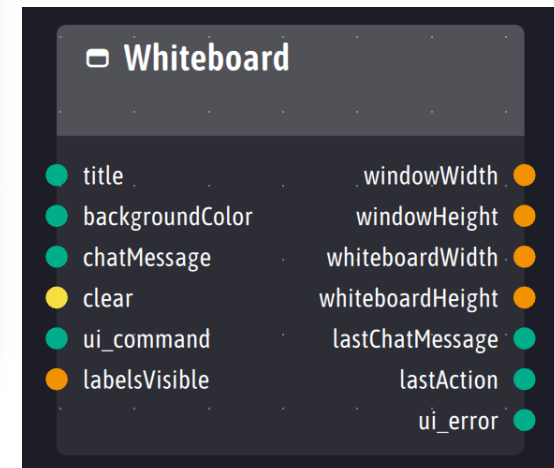 Whiteboard
title windowWidth
backgroundColor windowHeight
chatMessage whiteboardWidth
clear whiteboardHeight
ui_command lastChatMessage
labelsVisible lastAction
ui_error